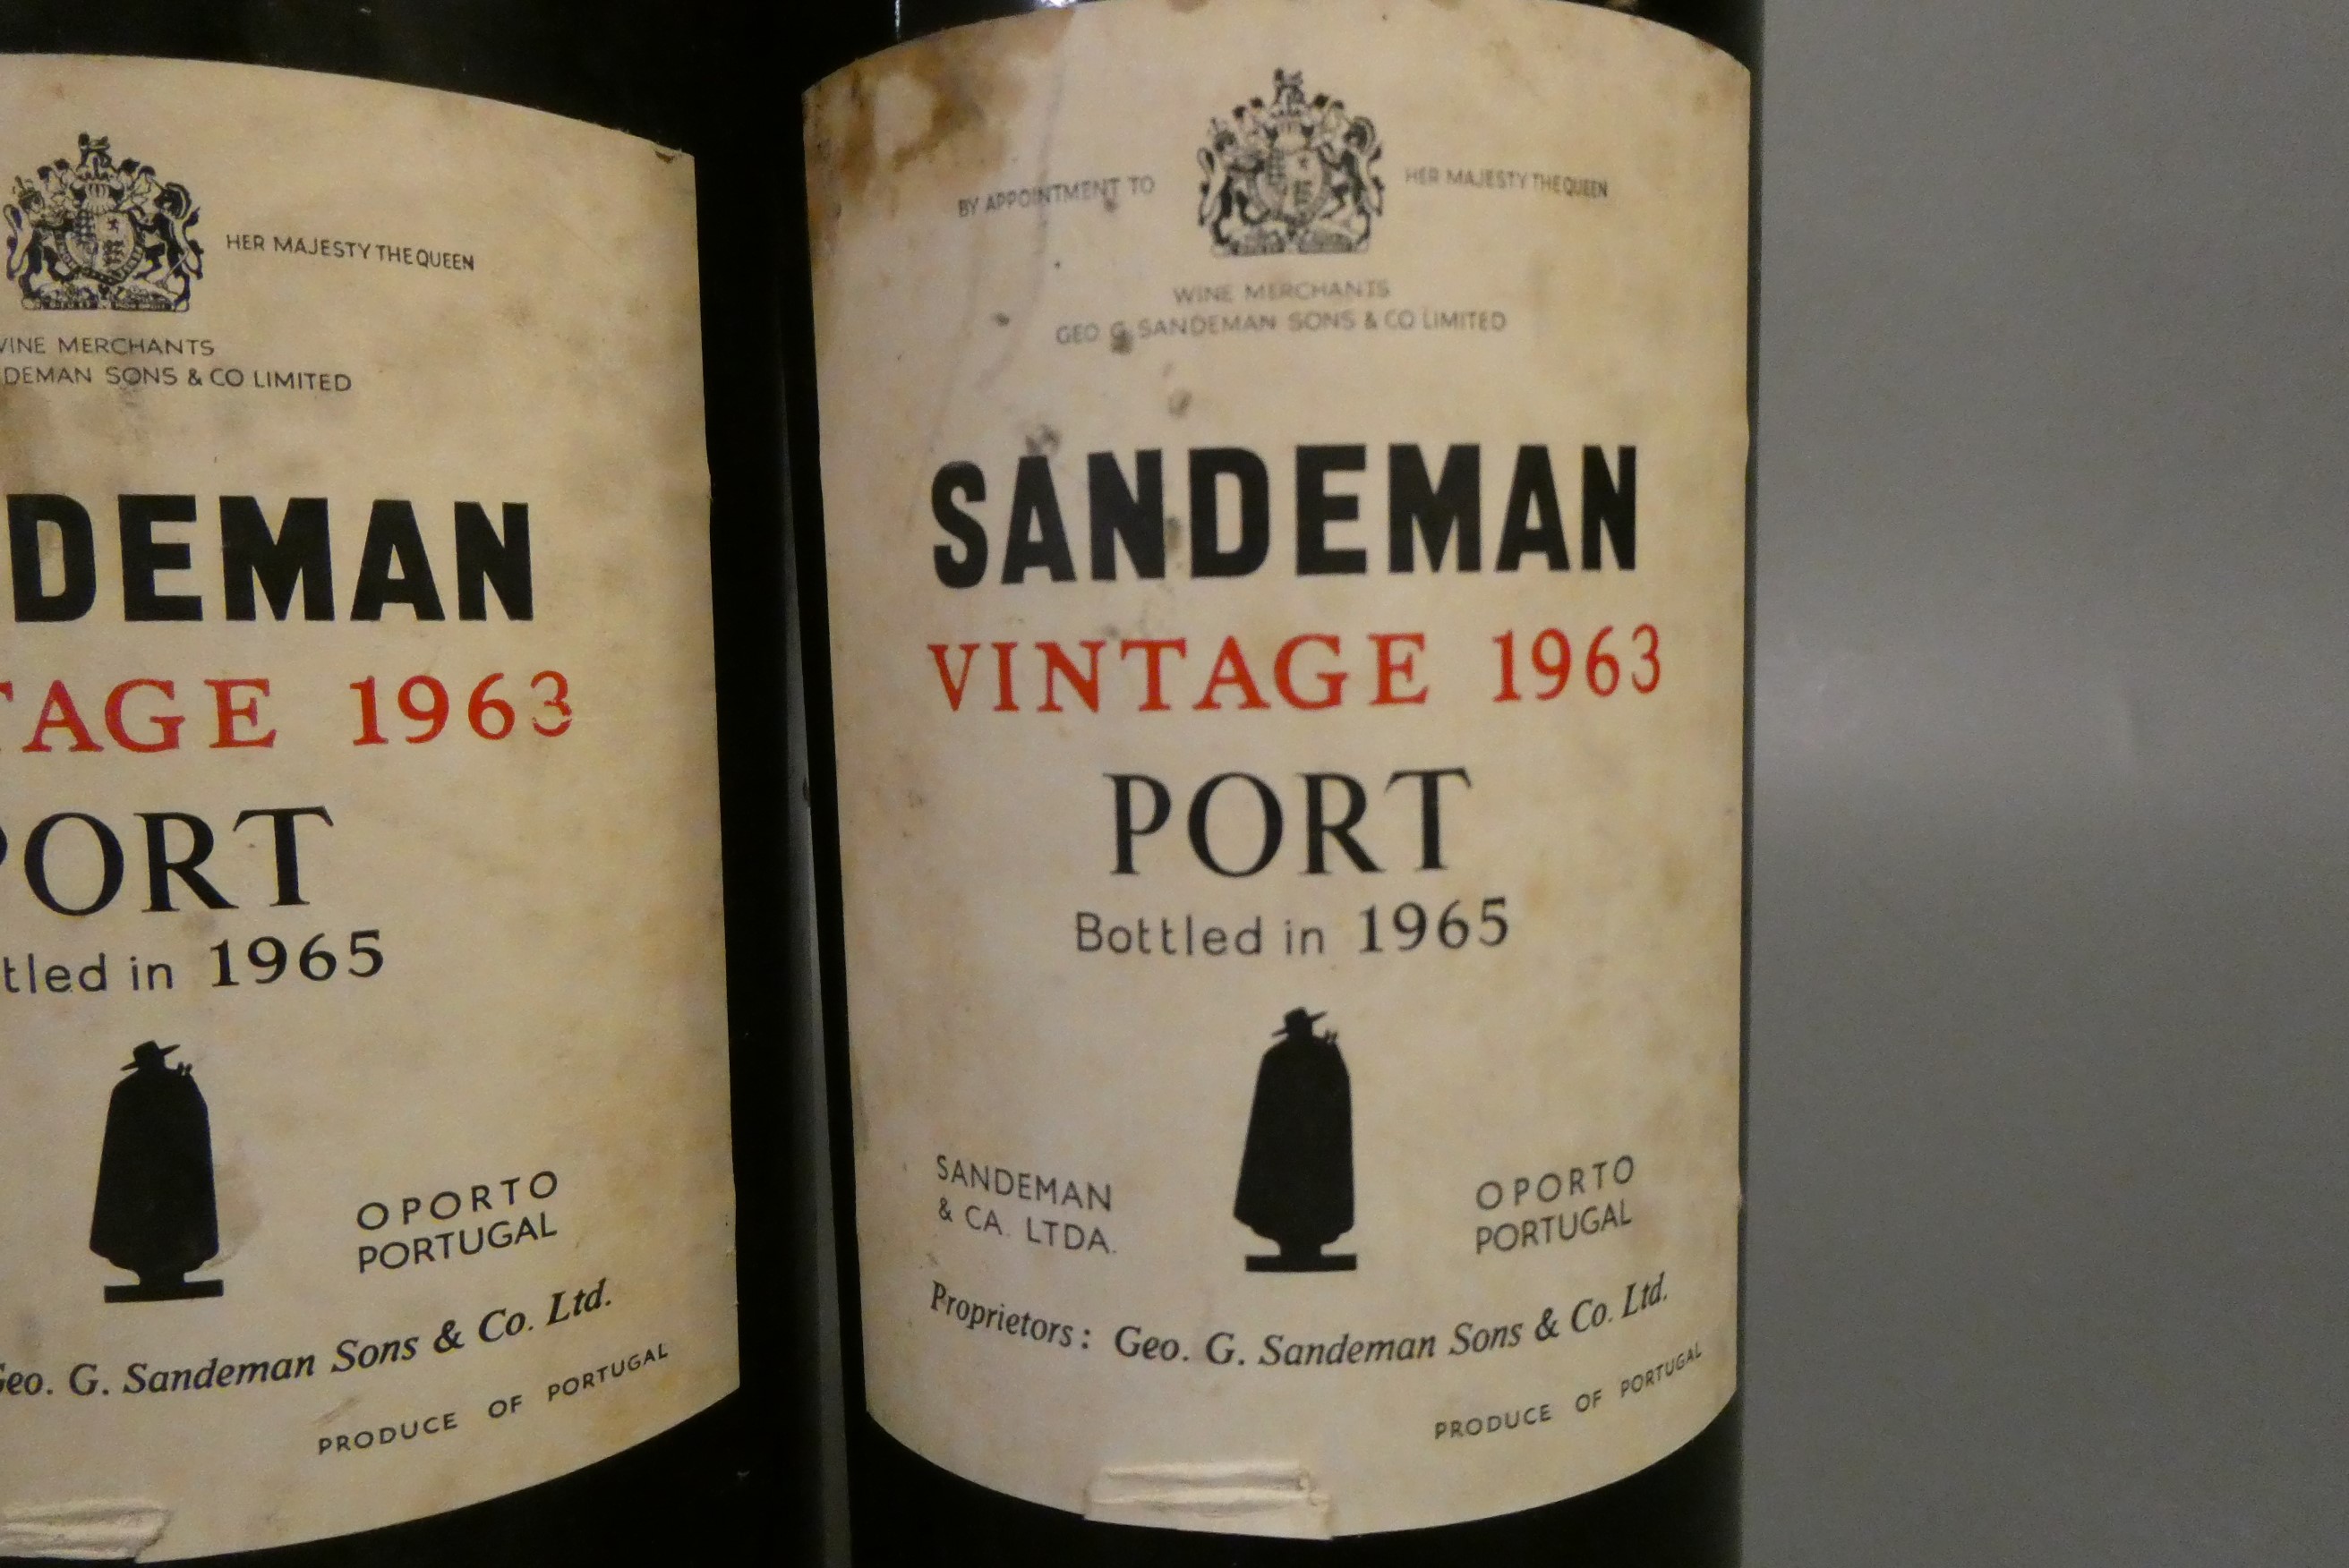 HER MAJESTY THE QUEEN
WINE MERCHANTS
DEMAN SONS & CO LIMITED
DEMAN
TAGE 1963
PORT
tled in 1965
OPORTO
PORTUGAL
Geo. G. Sandeman Sons & Co. Ltd.
PRODUCE OF PORTUGAL
BY APPOINTMENT TO HER MAJESTY THE QUEEN
WINE MERCHANTS
GEO G SANDEMAN SONS & CO LIMITED
SANDEMAN
VINTAGE 1963
PORT
Bottled in 1965
SANDEMAN
& CA. LTDA.
OPORTO
PORTUGAL
Proprietors: Geo. G. Sandeman Sons & Co. Ltd.
PRODUCE OF PORTUGAL